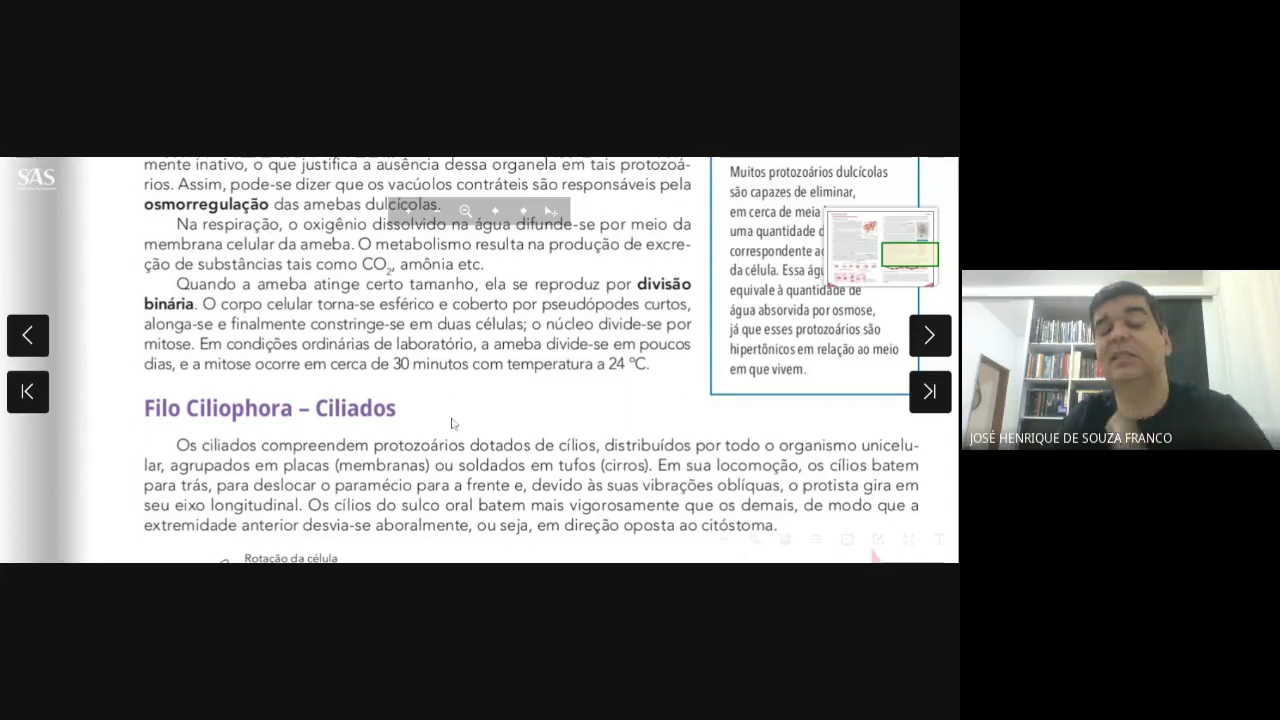 SAS
mente inativo, o que justifica a ausência dessa organela em tais protozoá-
rios. Assim, pode-se dizer que os vacúolos contráteis são responsáveis pela
osmorregulação das amebas dulcícolas.
Na respiração, o oxigênio dissolvido na água difunde-se por meio da
membrana celular da ameba. O metabolismo resulta na produção de excre-
ção de substâncias tais como CO₂, amônia etc.
Quando a ameba atinge certo tamanho, ela se reproduz por divisão
binária. O corpo celular torna-se esférico e coberto por pseudópodes curtos,
alonga-se e finalmente constringe-se em duas células; o núcleo divide-se por
mitose. Em condições ordinárias de laboratório, a ameba divide-se em poucos
dias, e a mitose ocorre em cerca de 30 minutos com temperatura a 24 ºC.
Muitos protozoários dulcícolas
são capazes de eliminar,
em cerca de meia
uma quantidade
correspondente
da célula. Essa
equivale à quantidade de
água absorvida por osmose,
já que esses protozoários são
hipertônicos em relação ao meio
em que vivem.
Filo Ciliophora – Ciliados
Os ciliados compreendem protozoários dotados de cílios, distribuídos por todo o organismo unicelu-
lar, agrupados em placas (membranas) ou soldados em tufos (cirros). Em sua locomoção, os cílios batem
para trás, para deslocar o paramécio para a frente e, devido às suas vibrações oblíquas, o protista gira em
seu eixo longitudinal. Os cílios do sulco oral batem mais vigorosamente que os demais, de modo que a
extremidade anterior desvia-se aboralmente, ou seja, em direção oposta ao citóstoma.
Rotação da célula
JOSÉ HENRIQUE DE SOUZA FRANCO